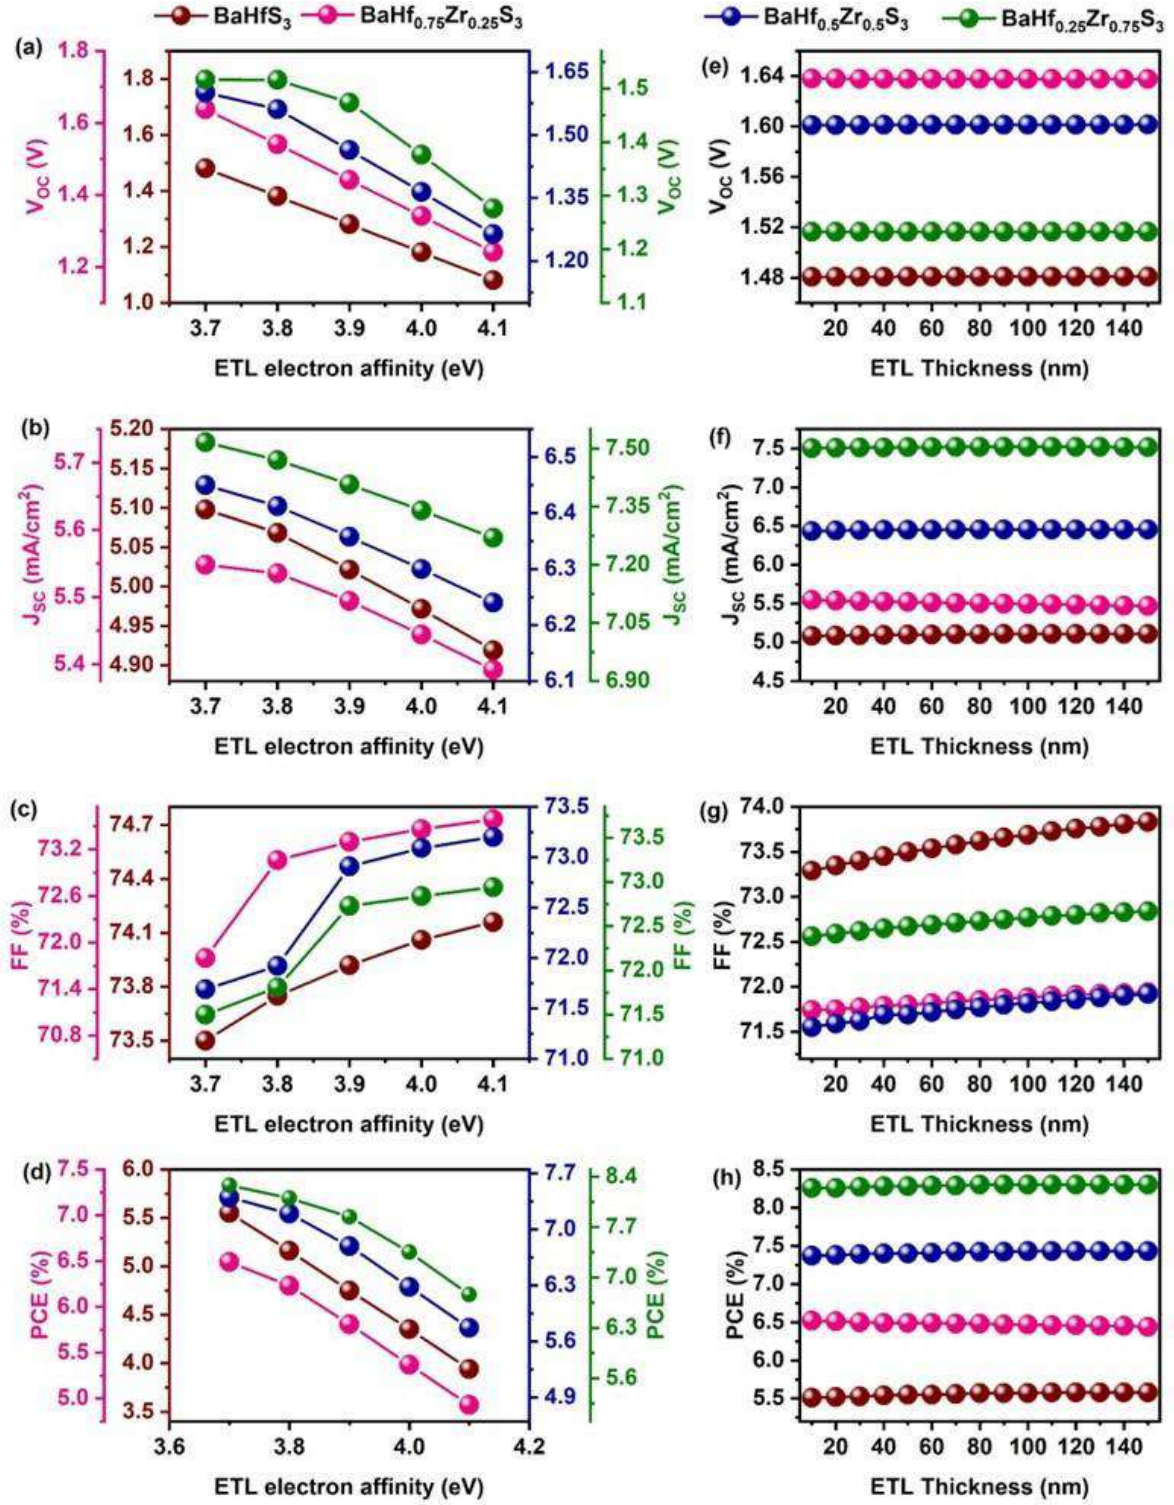 BaHfS3 BaHf0.75Zr0.25S3 BaHf0.5Zr0.5S3 BaHf0.25Zr0.75S3
(a)
1.8
1.6
1.4
1.2
VOC (V)
1.8
1.6
1.4
1.2
1.0
1.65
1.50
1.35
1.20
1.5
1.4
1.3
1.2
1.1
VOC (V)
3.7 3.8 3.9 4.0 4.1
ETL electron affinity (eV)
(e)
1.64
1.60
1.56
1.52
1.48
VOC (V)
20 40 60 80 100 120 140
ETL Thickness (nm)
(b)
5.7
5.6
5.5
5.4
JSC (mA/cm2)
5.20
5.15
5.10
5.05
5.00
4.95
4.90
6.5
6.4
6.3
6.2
6.1
7.50
7.35
7.20
7.05
6.90
JSC (mA/cm2)
3.7 3.8 3.9 4.0 4.1
ETL electron affinity (eV)
(f)
7.5
7.0
6.5
6.0
5.5
5.0
4.5
JSC (mA/cm2)
20 40 60 80 100 120 140
ETL Thickness (nm)
(c)
73.2
72.6
72.0
71.4
70.8
FF (%)
74.7
74.4
74.1
73.8
73.5
73.5
73.0
72.5
72.0
71.5
71.0
73.5
73.0
72.5
72.0
71.5
71.0
FF (%)
3.7 3.8 3.9 4.0 4.1
ETL electron affinity (eV)
(g)
74.0
73.5
73.0
72.5
72.0
71.5
FF (%)
20 40 60 80 100 120 140
ETL Thickness (nm)
(d)
7.5
7.0
6.5
6.0
5.5
5.0
PCE (%)
6.0
5.5
5.0
4.5
4.0
3.5
7.7
7.0
6.3
5.6
4.9
8.4
7.7
7.0
6.3
5.6
PCE (%)
3.6 3.8 4.0 4.2
ETL electron affinity (eV)
(h)
8.5
8.0
7.5
7.0
6.5
6.0
5.5
PCE (%)
20 40 60 80 100 120 140
ETL Thickness (nm)